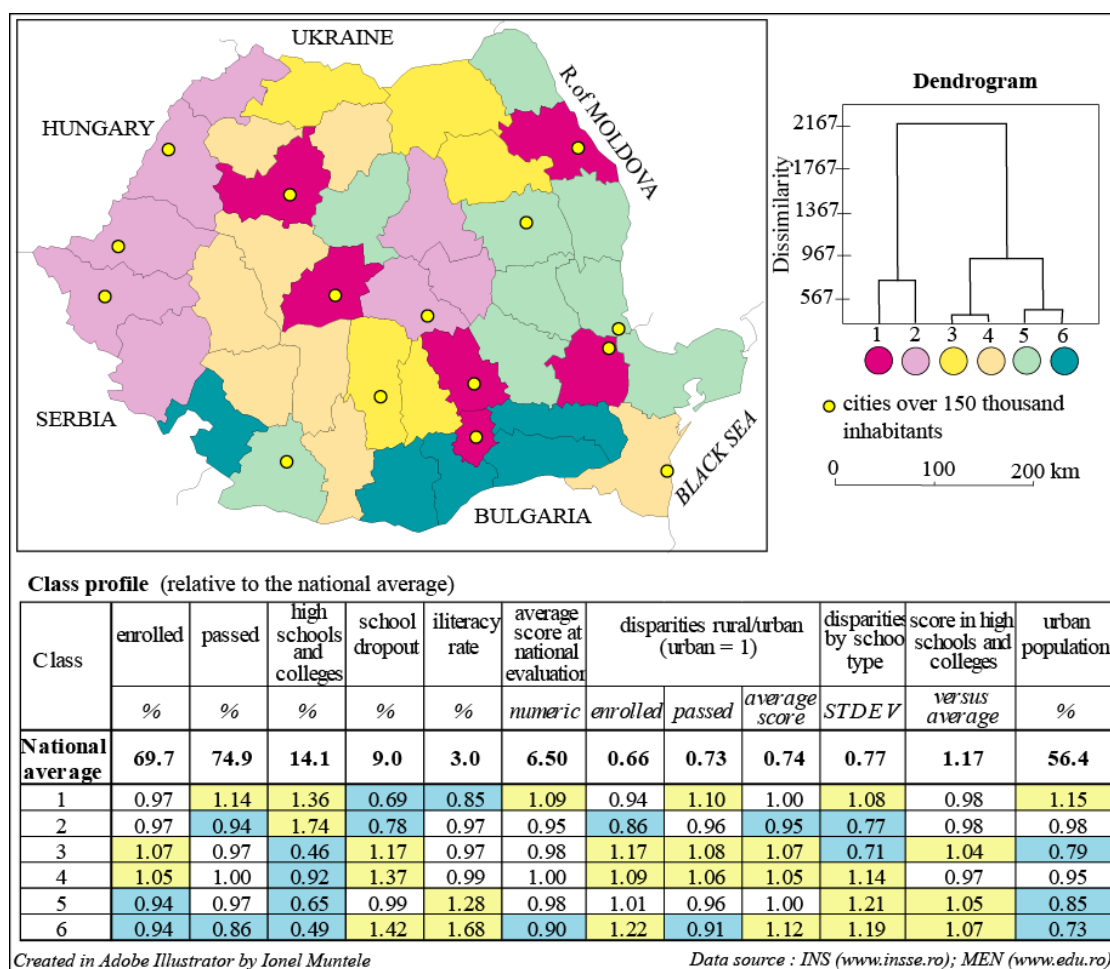 UKRAINE
R.of MOLDOVA
HUNGARY
SERBIA
BULGARIA
BLACK SEA
Dendrogram
Dissimilarity
2167
1767
1367
967
567
1 2 3 4 5 6
cities over 150 thousand
inhabitants
0 100 200 km
Class profile (relative to the national average)
Class
enrolled
%
passed
%
high
schools
and
colleges
%
school
dropout
%
iliteracy
rate
%
average
score at
national
evaluation
numeric
disparities rural/urban
(urban = 1)
enrolled passed average
score
disparities
by school
type
STDEV
score in high
schools and
colleges
versus
average
urban
population
%
National
average 69.7 74.9 14.1 9.0 3.0 6.50 0.66 0.73 0.74 0.77 1.17 56.4
1 0.97 1.14 1.36 0.69 0.85 1.09 0.94 1.10 1.00 1.08 0.98 1.15
2 0.97 0.94 1.74 0.78 0.97 0.95 0.86 0.96 0.95 0.77 0.98 0.98
3 1.07 0.97 0.46 1.17 0.97 0.98 1.17 1.08 1.07 0.71 1.04 0.79
4 1.05 1.00 0.92 1.37 0.99 1.00 1.09 1.06 1.05 1.14 0.97 0.95
5 0.94 0.97 0.65 0.99 1.28 0.98 1.01 0.96 1.00 1.21 1.05 0.85
6 0.94 0.86 0.49 1.42 1.68 0.90 1.22 0.91 1.12 1.19 1.07 0.73
Created in Adobe Illustrator by Ionel Muntele
Data source : INS (www.insse.ro); MEN (www.edu.ro)